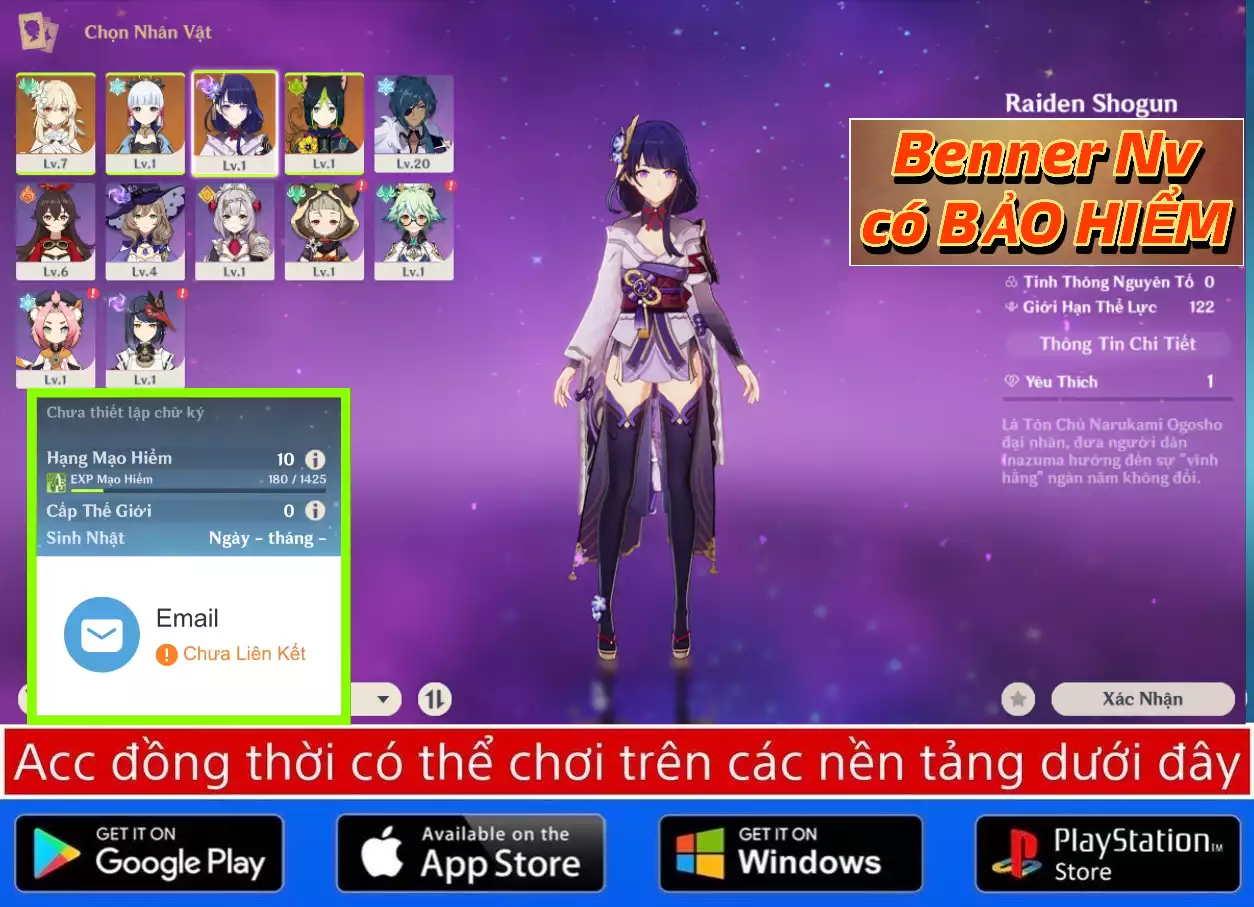 Chọn Nhân Vật
Lv.7
Lv.1
Lv.1
Lv.1
Lv.20
Lv.6
Lv.4
Lv.1
Lv.1
Lv.1
Lv.1
Lv.1
Raiden Shogun
Benner Nv
có BẢO HIỂM
Tinh Thông Nguyên Tố 0
Giới Hạn Thể Lực 122
Thông Tin Chi Tiết
Yêu Thích 1
Là Tôn Chủ Narukami Ogosho
đại nhân, đưa người dân
Inazuma hướng đến sự "vĩnh
hằng" ngàn năm không đổi.
Chưa thiết lập chữ ký
Hạng Mạo Hiểm 10
EXP Mạo Hiểm 180 / 1425
Cấp Thế Giới 0
Sinh Nhật Ngày - tháng -
Email
Chưa Liên Kết
Xác Nhận
Acc đồng thời có thể chơi trên các nền tảng dưới đây
GET IT ON
Google Play
Available on the
App Store
GET IT ON
Windows
PlayStation TM
Store